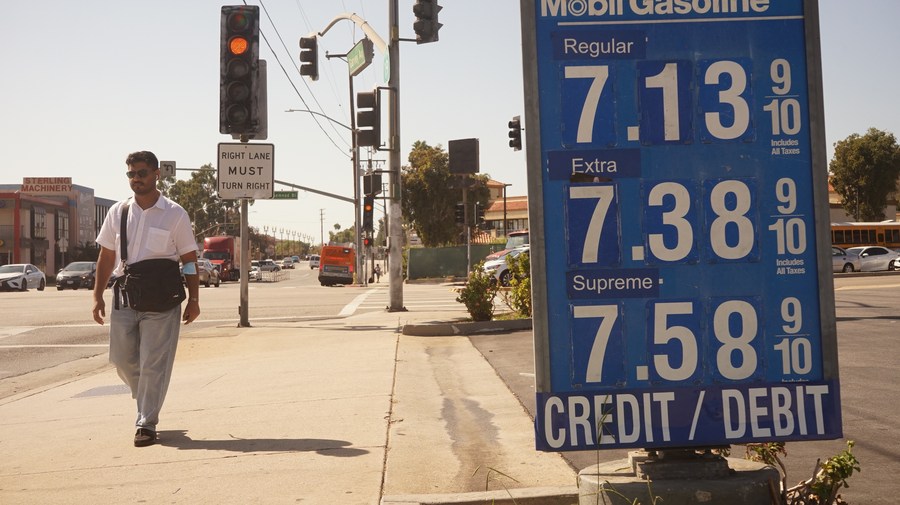 Mobil Gasoline
Regular
7.13 9/10
Includes
All Taxes
Extra
7.38 9/10
Includes
All Taxes
Supreme
7.58 9/10
CREDIT / DEBIT
RIGHT LANE
MUST
TURN RIGHT
STERLING
MACHINERY